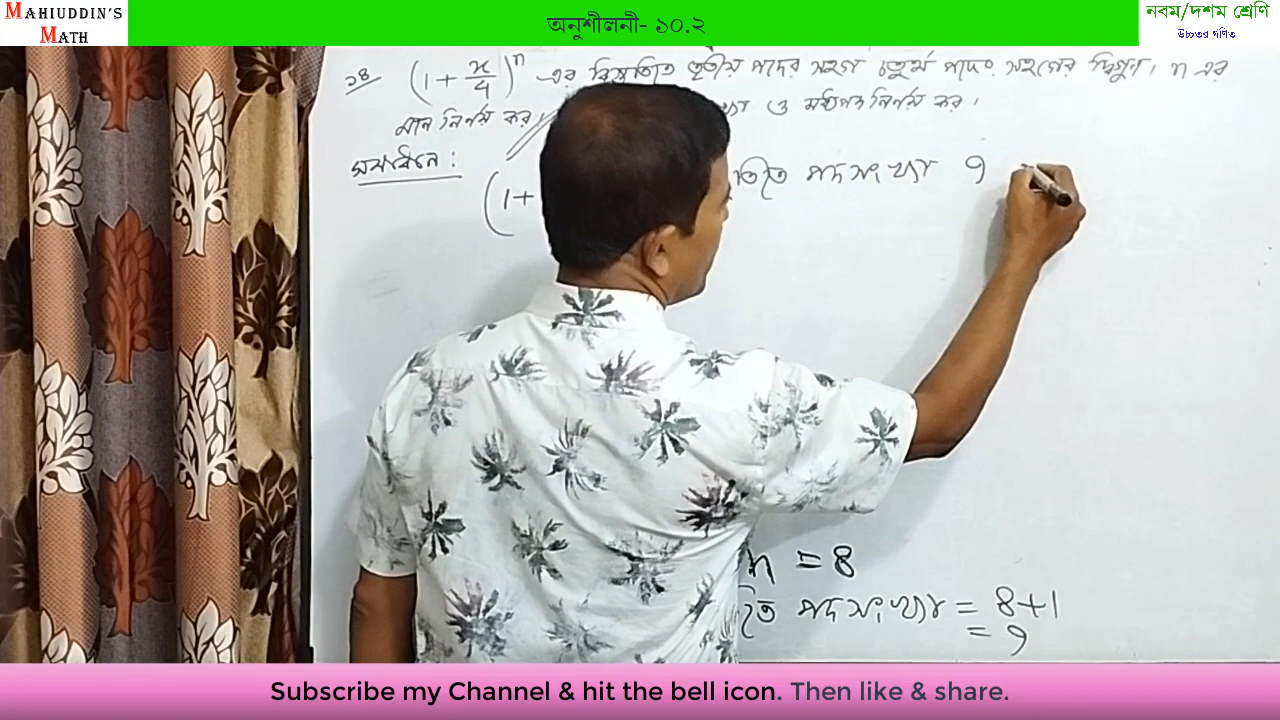 MAHIUDDIN'S
MATH
অনুশীলনী- ১০.২
নবম/দশম শ্রেণি
উচ্চতর গণিত
১৪ (1 + x/4)^n এর বিস্তৃতিতে তৃতীয় পদের সহগ চতুর্থ পদের সহগের দ্বিগুন। n এর
মান নির্ণয় কর। ও মধ্যপদ নির্ণয় কর।
সমাধান :
(1+ পদ সংখ্যা 9
n = 8
পদ সংখ্যা = 8+1
= 9
Subscribe my Channel & hit the bell icon. Then like & share.